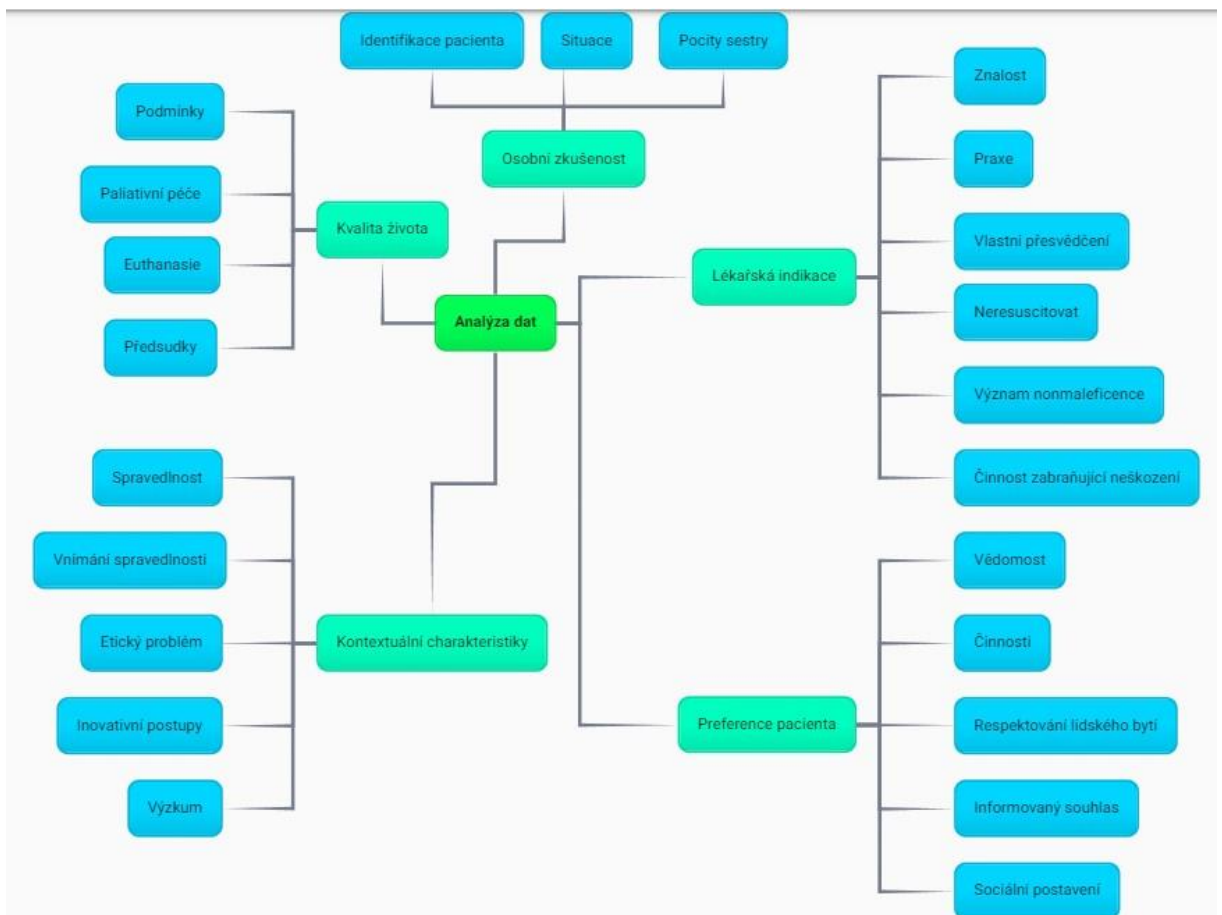 Identifikace pacienta
Situace
Pocity sestry
Osobní zkušenost
Podmínky
Paliativní péče
Euthanasie
Předsudky
Kvalita života
Analýza dat
Lékařská indikace
Znalost
Praxe
Vlastní přesvědčení
Neresuscitovat
Význam nonmaleficence
Činnost zabraňující neškození
Spravedlnost
Vnímání spravedlnosti
Etický problém
Inovativní postupy
Výzkum
Kontextuální charakteristiky
Preference pacienta
Vědomost
Činnosti
Respektování lidského bytí
Informovaný souhlas
Sociální postavení